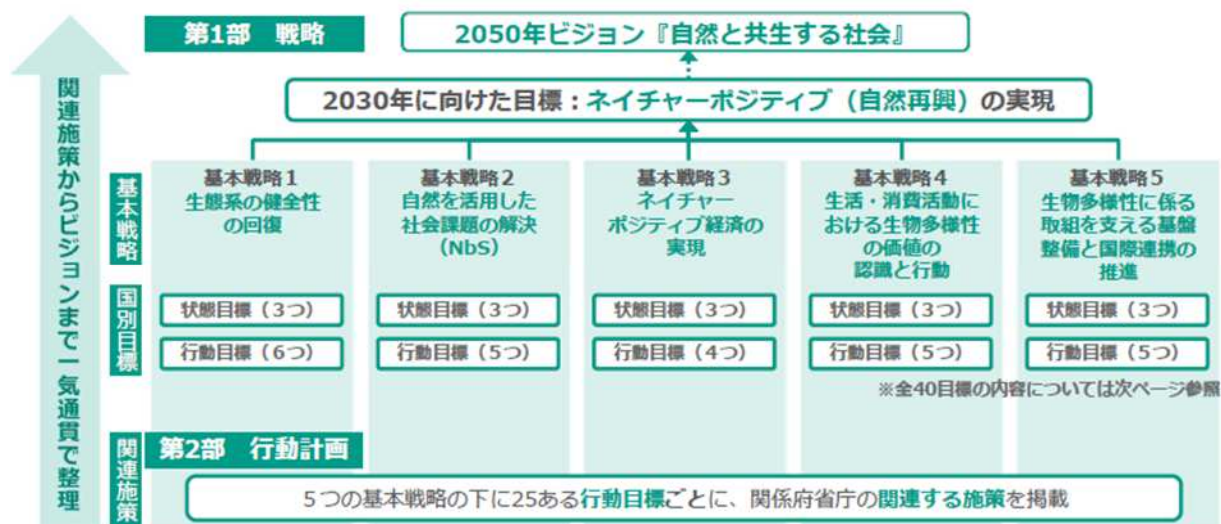 関連施策からビジョンまで一気通貫で整理
第1部 戦略
2050年ビジョン『自然と共生する社会』
2030年に向けた目標：ネイチャーポジティブ（自然再興）の実現
基本戦略
基本戦略1
生態系の健全性
の回復
基本戦略2
自然を活用した
社会課題の解決
（NbS）
基本戦略3
ネイチャー
ポジティブ経済の
実現
基本戦略4
生活・消費活動に
おける生物多様性
の価値の
認識と行動
基本戦略5
生物多様性に係る
取組を支える基盤
整備と国際連携の
推進
国別目標
状態目標（3つ）
状態目標（3つ）
状態目標（3つ）
状態目標（3つ）
状態目標（3つ）
行動目標（6つ）
行動目標（5つ）
行動目標（4つ）
行動目標（5つ）
行動目標（5つ）
※全40目標の内容については次ページ参照
関連施策
第2部 行動計画
５つの基本戦略の下に25ある行動目標ごとに、関係府省庁の関連する施策を掲載